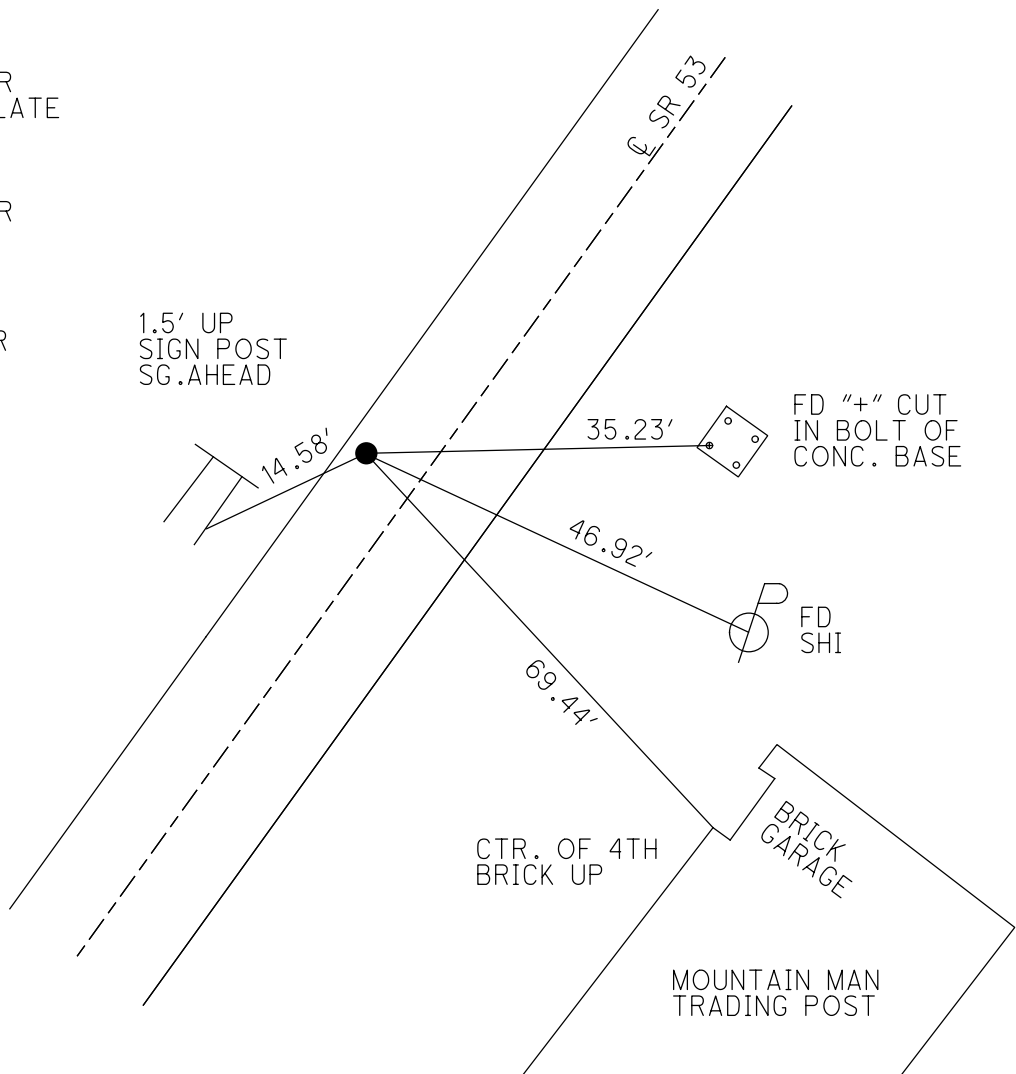 ℄ SR 53
1.5' UP
SIGN POST
SG.AHEAD
14.58'
35.23'
FD "+" CUT
IN BOLT OF
CONC. BASE
46.92'
FD
SHI
69.44'
CTR. OF 4TH
BRICK UP
BRICK
GARAGE
MOUNTAIN MAN
TRADING POST